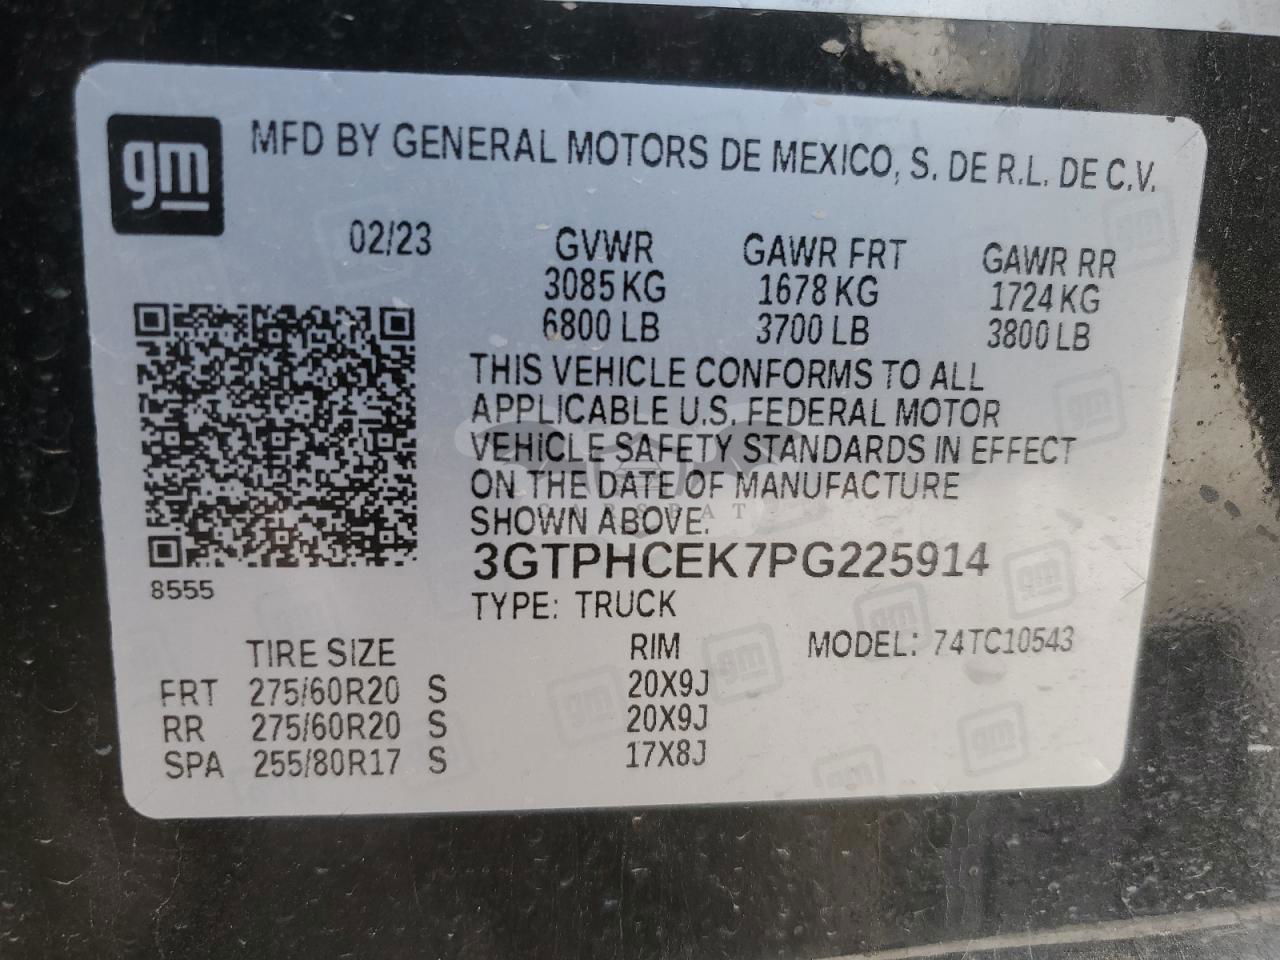 gm
MFD BY GENERAL MOTORS DE MEXICO, S. DE R.L. DE C.V.
02/23 GVWR GAWR FRT GAWR RR
3085 KG 1678 KG 1724 KG
6800 LB 3700 LB 3800 LB
THIS VEHICLE CONFORMS TO ALL
APPLICABLE U.S. FEDERAL MOTOR
VEHICLE SAFETY STANDARDS IN EFFECT
ON THE DATE OF MANUFACTURE
SHOWN ABOVE.
3GTPHCEK7PG225914
8555
TYPE: TRUCK
TIRE SIZE RIM MODEL: 74TC10543
FRT 275/60R20 S 20X9J
RR 275/60R20 S 20X9J
SPA 255/80R17 S 17X8J